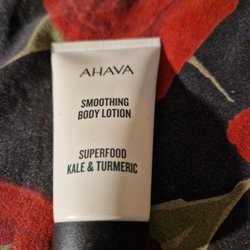 AHAVA
SMOOTHING
BODY LOTION
SUPERFOOD
KALE & TURMERIC